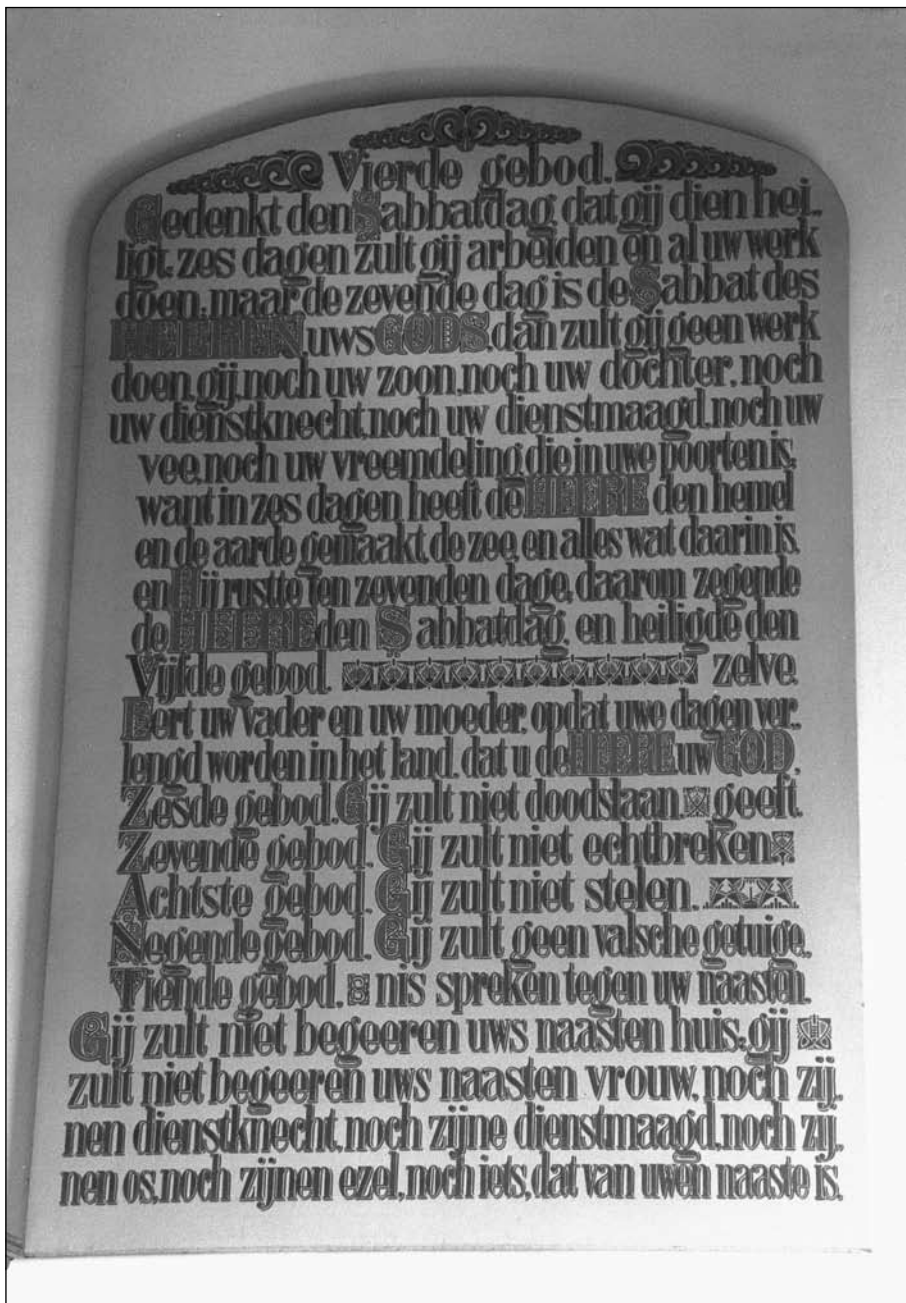 Vierde gebod.
Gedenkt den Sabbatdag, dat gij dien hei-
ligt, zes dagen zult gij arbeiden en al uw werk
doen; maar de zevende dag is de Sabbat des
HEEREN uws GODS, dan zult gij geen werk
doen, gij, noch uw zoon, noch uw dochter, noch
uw dienstknecht, noch uw dienstmaagd, noch uw
vee, noch uw vreemdeling, die in uwe poorten is;
want in zes dagen heeft de HEERE den hemel
en de aarde gemaakt, de zee, en alles wat daarin is,
en Hij rustte ten zevenden dage, daarom zegende
de HEERE den Sabbatdag, en heiligde den
Vijfde gebod. zelve.
Eert uw vader en uw moeder, opdat uwe dagen ver-
lengd worden in het land, dat u de HEERE uw GOD,
Zesde gebod. Gij zult niet doodslaan. geeft.
Zevende gebod. Gij zult niet echtbreken.
Achtste gebod. Gij zult niet stelen.
Negende gebod. Gij zult geen valsche getuige-
Tiende gebod. nis spreken tegen uw naasten.
Gij zult niet begeeren uws naasten huis; gij
zult niet begeeren uws naasten vrouw, noch zij-
nen dienstknecht, noch zijne dienstmaagd, noch zij-
nen os, noch zijnen ezel, noch iets, dat van uwen naaste is.